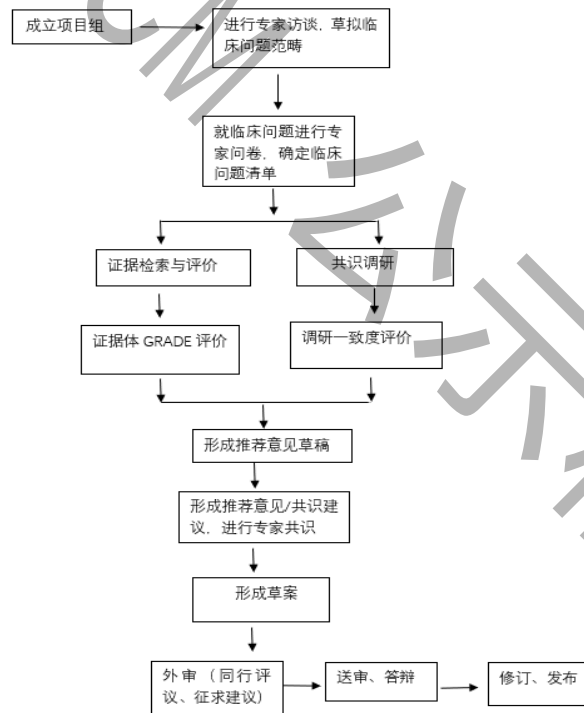 成立项目组
进行专家访谈，草拟临
床问题范畴
就临床问题进行专
家问卷，确定临床
问题清单
证据检索与评价
共识调研
证据体 GRADE 评价
调研一致度评价
形成推荐意见草稿
形成推荐意见/共识建
议，进行专家共识
形成草案
外审（同行评
议、征求建议）
送审、答辩
修订、发布
CM 公示